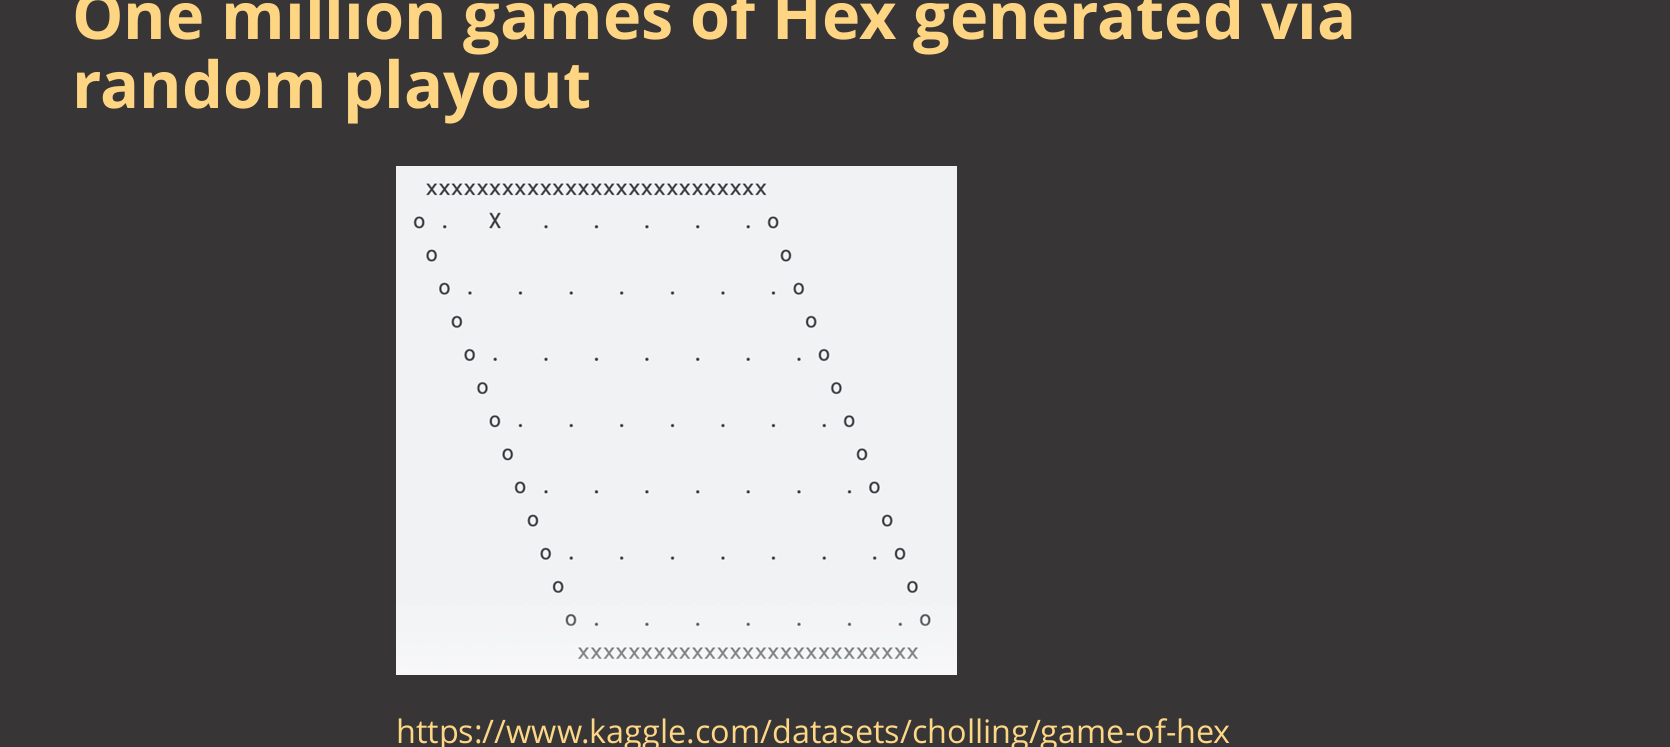 One million games of Hex generated via
random playout
 xxxxxxxxxxxxxxxxxxxxxxxxxxx
o .   X   .   .   .   .   . o
 o                           o
  o .   .   .   .   .   .   . o
   o                           o
    o .   .   .   .   .   .   . o
     o                           o
      o .   .   .   .   .   .   . o
       o                           o
        o .   .   .   .   .   .   . o
         o                           o
          o .   .   .   .   .   .   . o
           o                           o
            o .   .   .   .   .   .   . o
             xxxxxxxxxxxxxxxxxxxxxxxxxxx
https://www.kaggle.com/datasets/cholling/game-of-hex